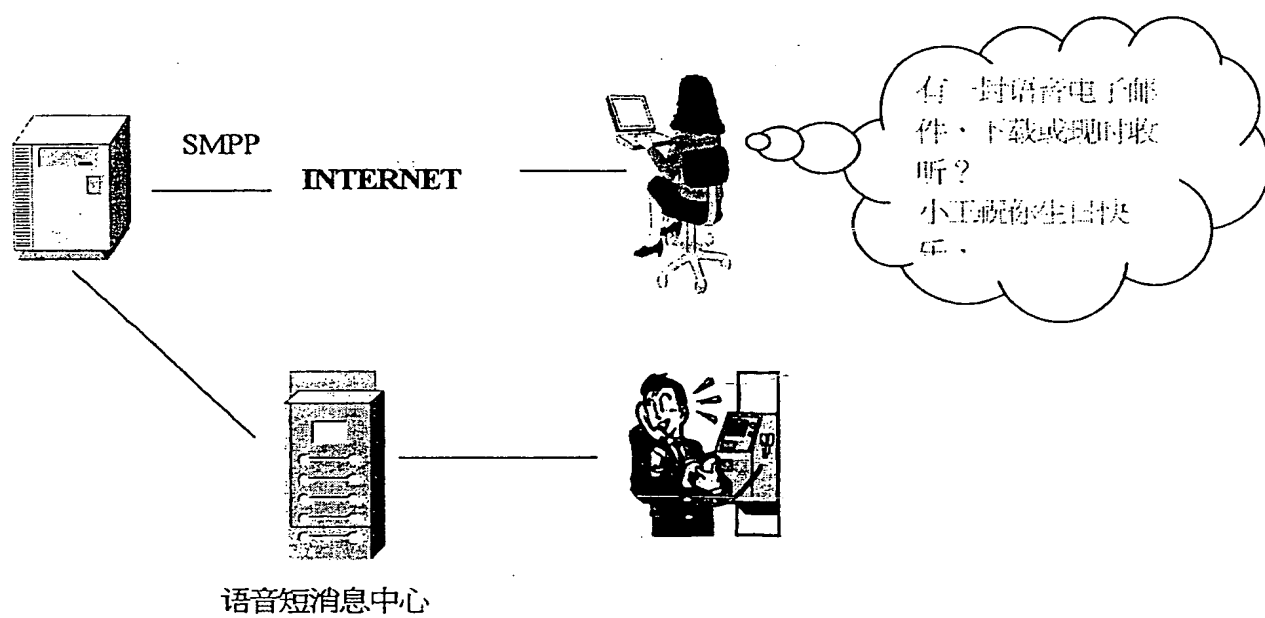 SMPP
INTERNET
有一封语音电子邮
件，下载或现时收
听？
小王祝你生日快
乐，
语音短消息中心